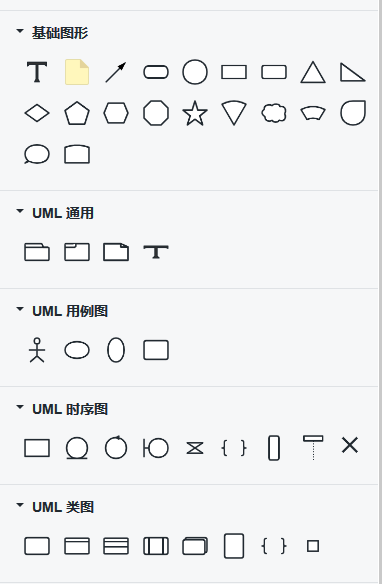 基础图形
T
UML 通用
T
UML 用例图
UML 时序图
{ }
UML 类图
{ }